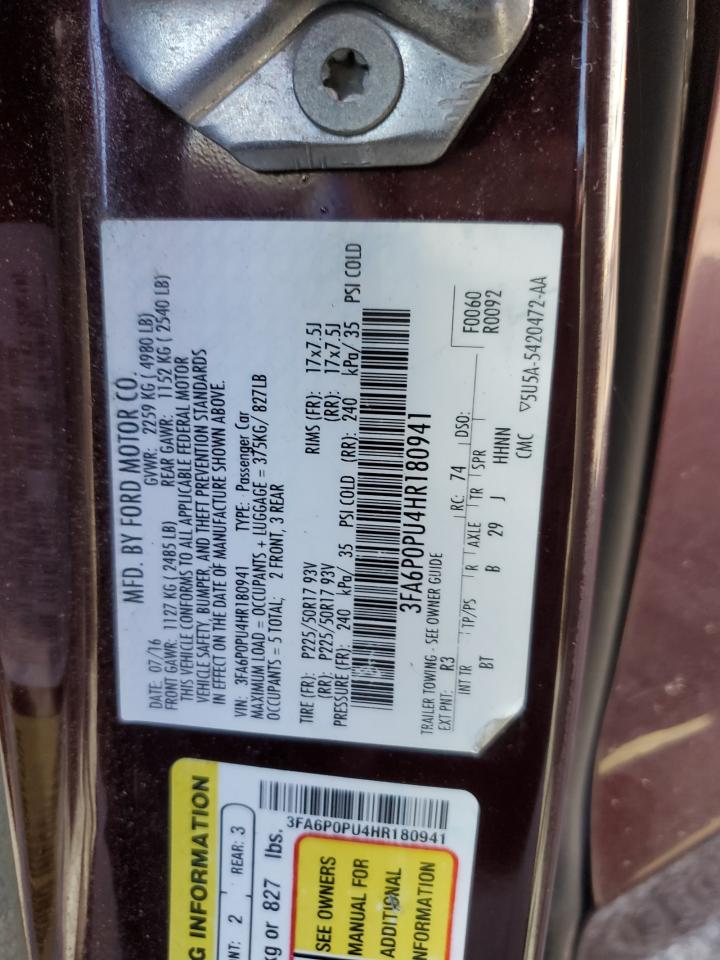 MFD. BY FORD MOTOR CO.
DATE: 07/16 GVWR: 2259 KG ( 4980 LB)
FRONT GAWR: 1127 KG ( 2485 LB) REAR GAWR: 1152 KG ( 2540 LB)
THIS VEHICLE CONFORMS TO ALL APPLICABLE FEDERAL MOTOR
VEHICLE SAFETY, BUMPER, AND THEFT PREVENTION STANDARDS
IN EFFECT ON THE DATE OF MANUFACTURE SHOWN ABOVE.
VIN: 3FA6P0PU4HR180941 TYPE: Passenger Car
MAXIMUM LOAD = OCCUPANTS + LUGGAGE = 375KG/ 827LB
OCCUPANTS = 5 TOTAL; 2 FRONT, 3 REAR
TIRE (FR): P225/50R17 93V RIMS (FR): 17x7.5J
(RR): P225/50R17 93V (RR): 17x7.5J
PRESSURE (FR): 240 kPa/ 35 PSI COLD (RR): 240 kPa/ 35 PSI COLD
3FA6P0PU4HR180941
TRAILER TOWING - SEE OWNER GUIDE
EXT PNT: R3 RC: 74 DSO: F0060
R0092
INT TR TP/PS R AXLE TR SPR
BT B 29 J HHNN
CMC ▽5U5A-5420472-AA
G INFORMATION
NT: 2 REAR: 3
kg or 827 lbs.
3FA6P0PU4HR180941
SEE OWNERS
MANUAL FOR
ADDITIONAL
NFORMATION